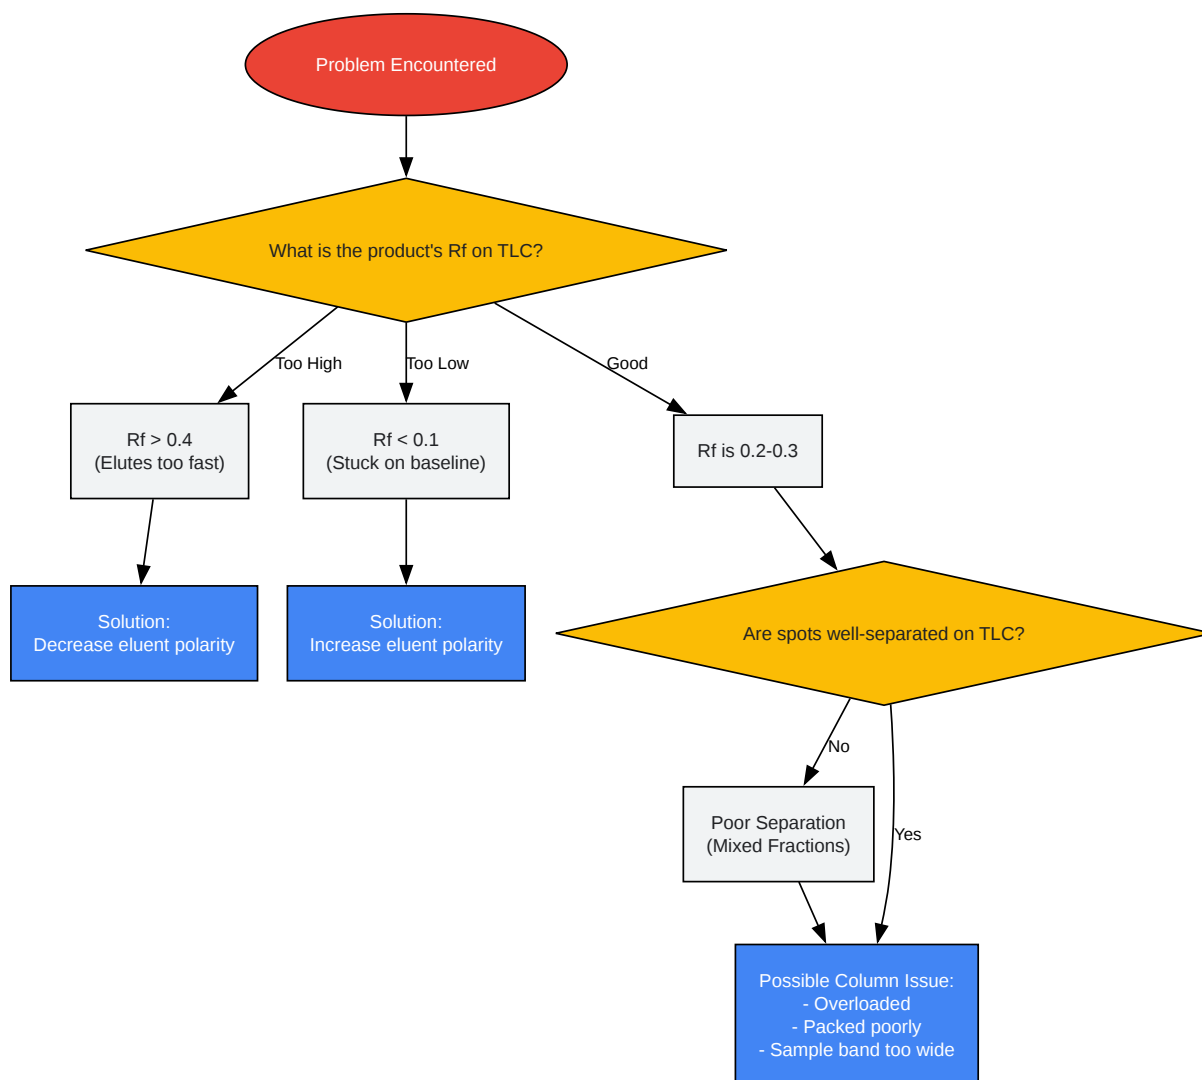 Problem Encountered
What is the product's Rf on TLC?
Too High
Too Low
Good
Rf > 0.4
(Elutes too fast)
Rf < 0.1
(Stuck on baseline)
Rf is 0.2-0.3
Solution:
Decrease eluent polarity
Solution:
Increase eluent polarity
Are spots well-separated on TLC?
No
Yes
Poor Separation
(Mixed Fractions)
Possible Column Issue:
- Overloaded
- Packed poorly
- Sample band too wide